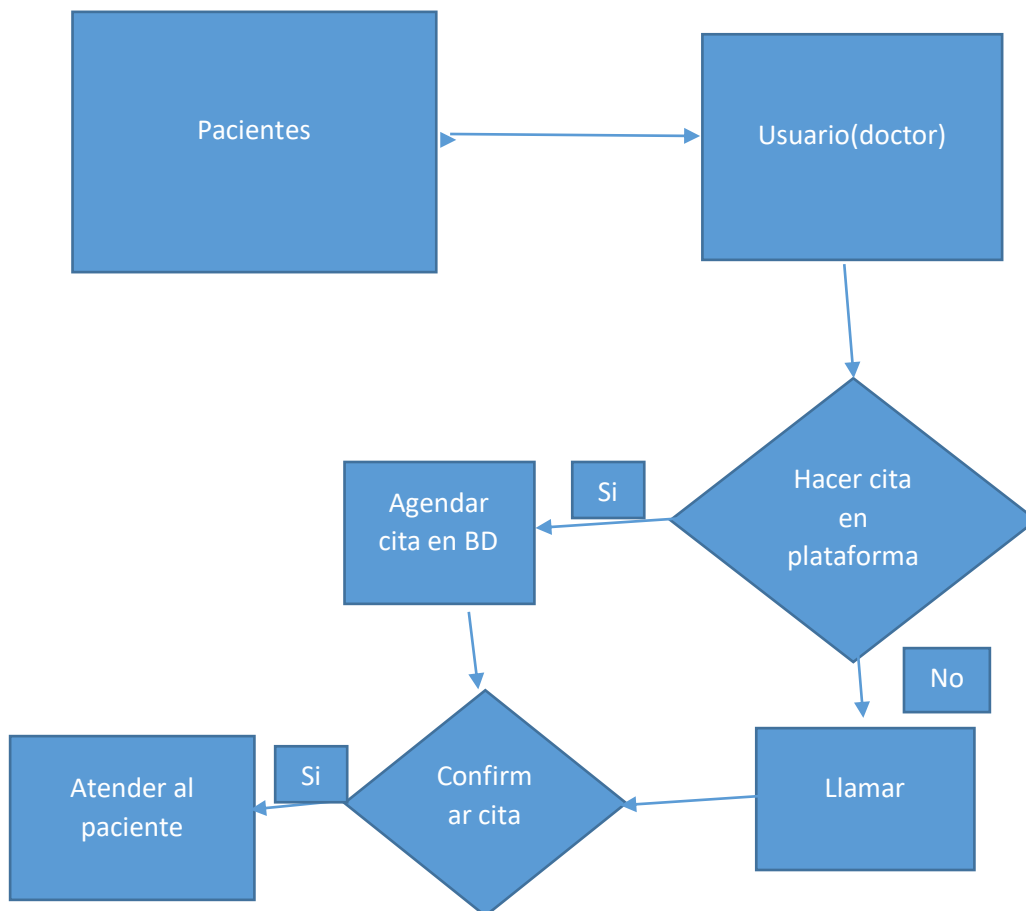 Pacientes
Usuario(doctor)
Hacer cita
en
plataforma
Si
Agendar
cita en BD
No
Llamar
Confirm
ar cita
Si
Atender al
paciente